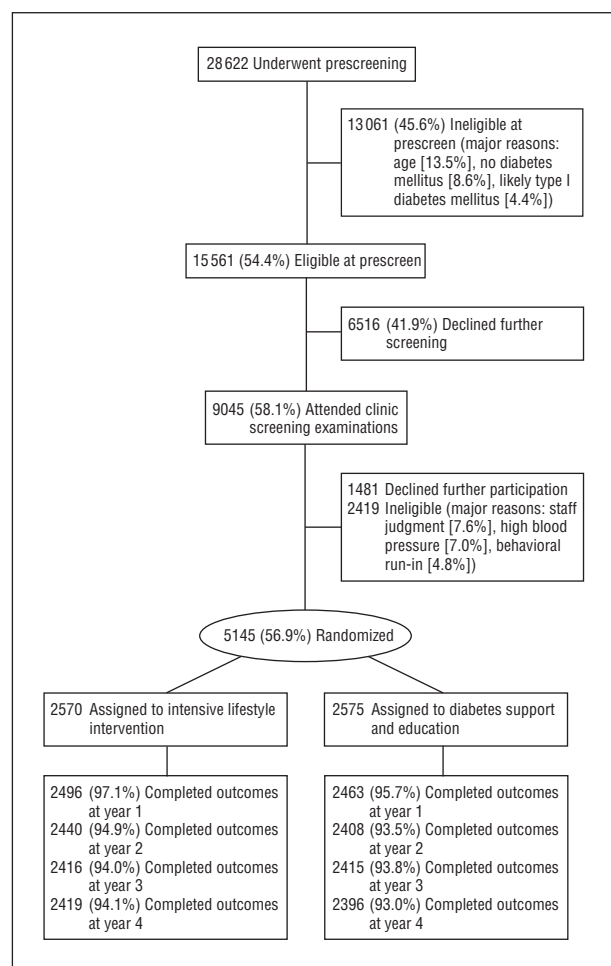 28 622 Underwent prescreening
13 061 (45.6%) Ineligible at
prescreen (major reasons:
age [13.5%], no diabetes
mellitus [8.6%], likely type I
diabetes mellitus [4.4%])
15 561 (54.4%) Eligible at prescreen
6516 (41.9%) Declined further
screening
9045 (58.1%) Attended clinic
screening examinations
1481 Declined further participation
2419 Ineligible (major reasons: staff
judgment [7.6%], high blood
pressure [7.0%], behavioral
run-in [4.8%])
5145 (56.9%) Randomized
2570 Assigned to intensive lifestyle
intervention
2575 Assigned to diabetes support
and education
2496 (97.1%) Completed outcomes
at year 1
2440 (94.9%) Completed outcomes
at year 2
2416 (94.0%) Completed outcomes
at year 3
2419 (94.1%) Completed outcomes
at year 4
2463 (95.7%) Completed outcomes
at year 1
2408 (93.5%) Completed outcomes
at year 2
2415 (93.8%) Completed outcomes
at year 3
2396 (93.0%) Completed outcomes
at year 4